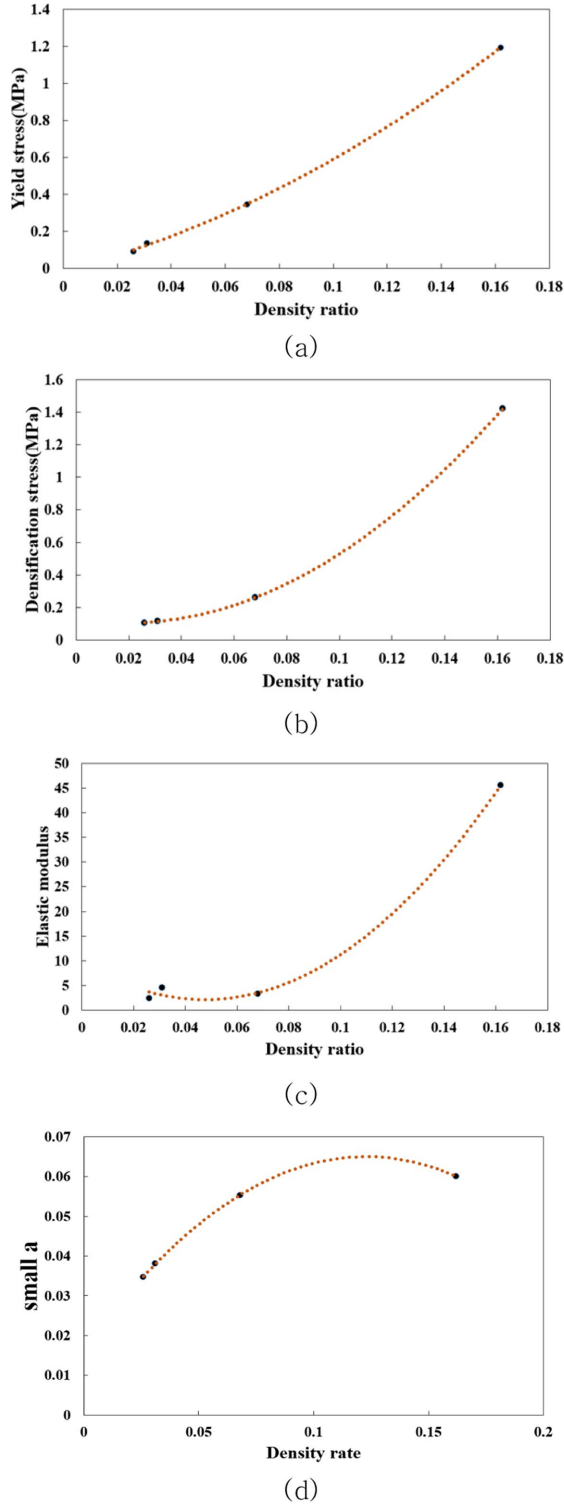 Yield stress(MPa)
1.4
1.2
1
0.8
0.6
0.4
0.2
0
0 0.02 0.04 0.06 0.08 0.1 0.12 0.14 0.16 0.18
Density ratio
(a)
Densification stress(MPa)
1.6
1.4
1.2
1
0.8
0.6
0.4
0.2
0
0 0.02 0.04 0.06 0.08 0.1 0.12 0.14 0.16 0.18
Density ratio
(b)
Elastic modulus
50
45
40
35
30
25
20
15
10
5
0
0 0.02 0.04 0.06 0.08 0.1 0.12 0.14 0.16 0.18
Density ratio
(c)
small a
0.07
0.06
0.05
0.04
0.03
0.02
0.01
0
0 0.05 0.1 0.15 0.2
Density rate
(d)